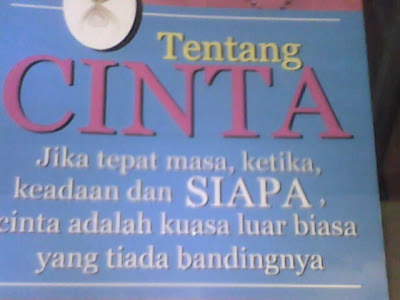 Tentang
CINTA
Jika tepat masa, ketika,
keadaan dan SIAPA,
cinta adalah kuasa luar biasa
yang tiada bandingnya